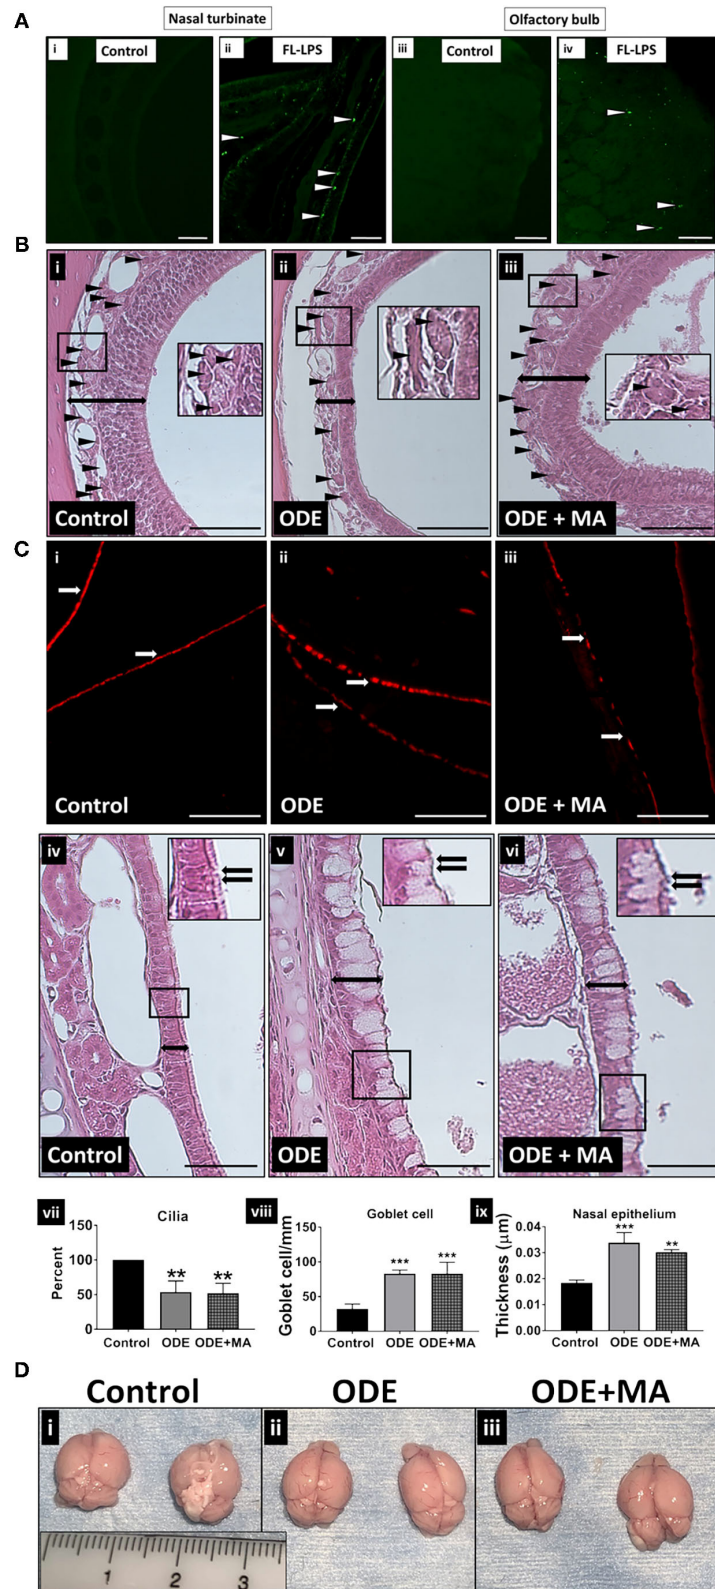 A
Nasal turbinate
Olfactory bulb
i
Control
ii
FL-LPS
iii
Control
iv
FL-LPS
B
i
ii
iii
Control
ODE
ODE + MA
C
i
ii
iii
Control
ODE
ODE + MA
iv
v
vi
Control
ODE
ODE + MA
vii
Cilia
Percent
150
100
50
0
**
**
Control
ODE
ODE+MA
viii
Goblet cell
Goblet cell/mm
150
100
50
0
***
***
Control
ODE
ODE+MA
ix
Nasal epithelium
Thickness (μm)
0.04
0.03
0.02
0.01
0.00
***
**
Control
ODE
ODE+MA
D
Control
ODE
ODE+MA
i
ii
iii
1
2
3